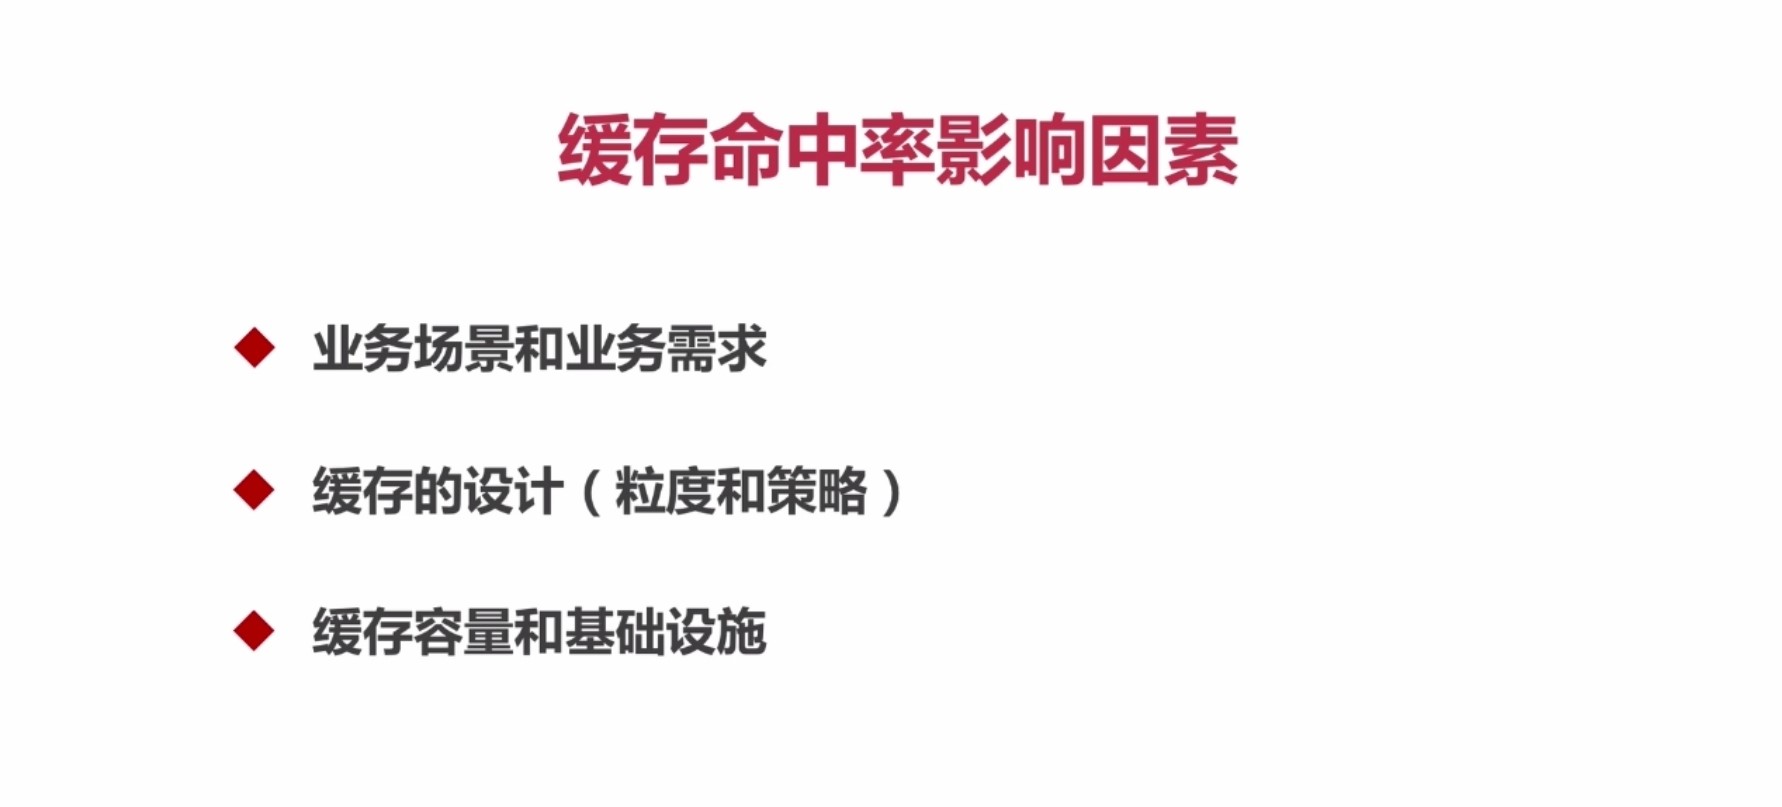 缓存命中率影响因素
业务场景和业务需求
缓存的设计（粒度和策略）
缓存容量和基础设施